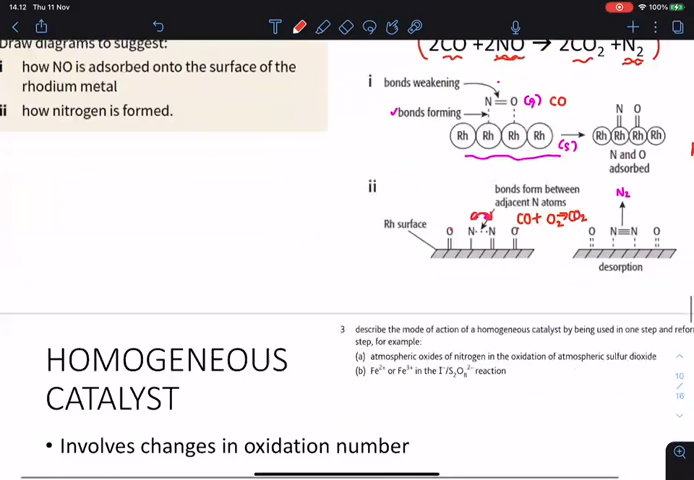 14.12 Thu 11 Nov
100%
Draw diagrams to suggest:
i how NO is adsorbed onto the surface of the
rhodium metal
ii how nitrogen is formed.
(2CO +2NO → 2CO₂ +N₂)
i bonds weakening
N=O (g) CO
bonds forming
Rh Rh Rh Rh
(s)
N O
Rh Rh Rh Rh
N and O
adsorbed
ii
bonds form between
adjacent N atoms
N₂
CO+ O₂→CO₂
Rh surface
O N···N O
O N≡N O
desorption
3 describe the mode of action of a homogeneous catalyst by being used in one step and refor
step, for example:
(a) atmospheric oxides of nitrogen in the oxidation of atmospheric sulfur dioxide
(b) Fe²⁺ or Fe³⁺ in the I⁻/S₂O₈²⁻ reaction
HOMOGENEOUS
CATALYST
• Involves changes in oxidation number
10
/
16